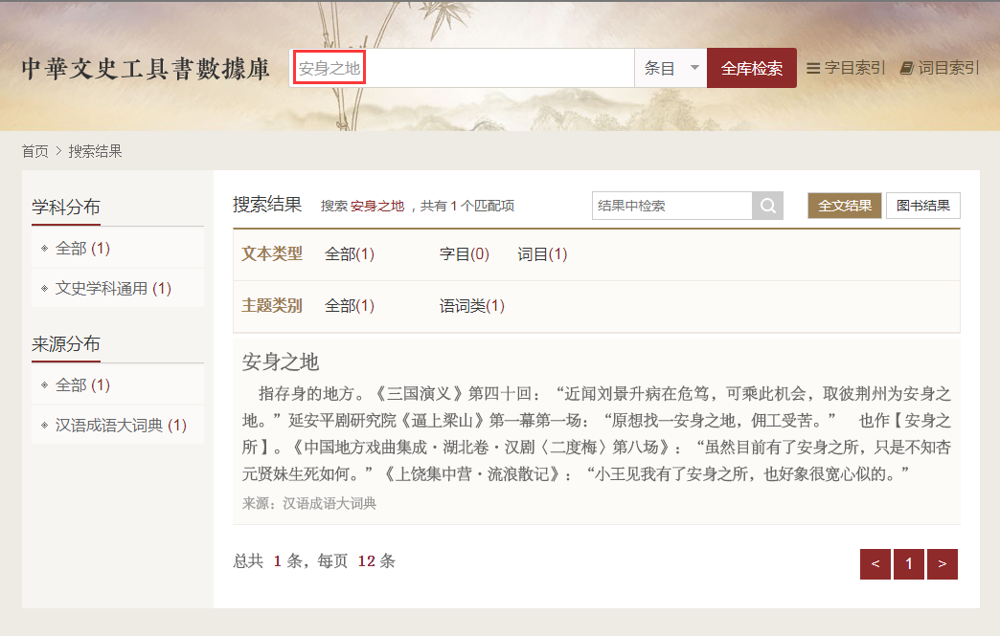 中華文史工具書數據庫
安身之地
条目
全库检索
字目索引
词目索引
首页 > 搜索结果
学科分布
全部 (1)
文史学科通用 (1)
来源分布
全部 (1)
汉语成语大词典 (1)
搜索结果 搜索 安身之地 ，共有 1 个匹配项
结果中检索
全文结果
图书结果
文本类型 全部(1) 字目(0) 词目(1)
主题类别 全部(1) 语词类(1)
安身之地
指存身的地方。《三国演义》第四十回：“近闻刘景升病在危笃，可乘此机会，取彼荆州为安身之
地。”延安平剧研究院《逼上梁山》第一幕第一场：“原想找一安身之地，佣工受苦。” 也作【安身之
所】。《中国地方戏曲集成·湖北卷·汉剧〈二度梅〉第八场》：“虽然目前有了安身之所，只是不知杏
元贤妹生死如何。”《上饶集中营·流浪散记》：“小王见我有了安身之所，也好象很宽心似的。”
来源：汉语成语大词典
总共 1 条，每页 12 条
< 1 >